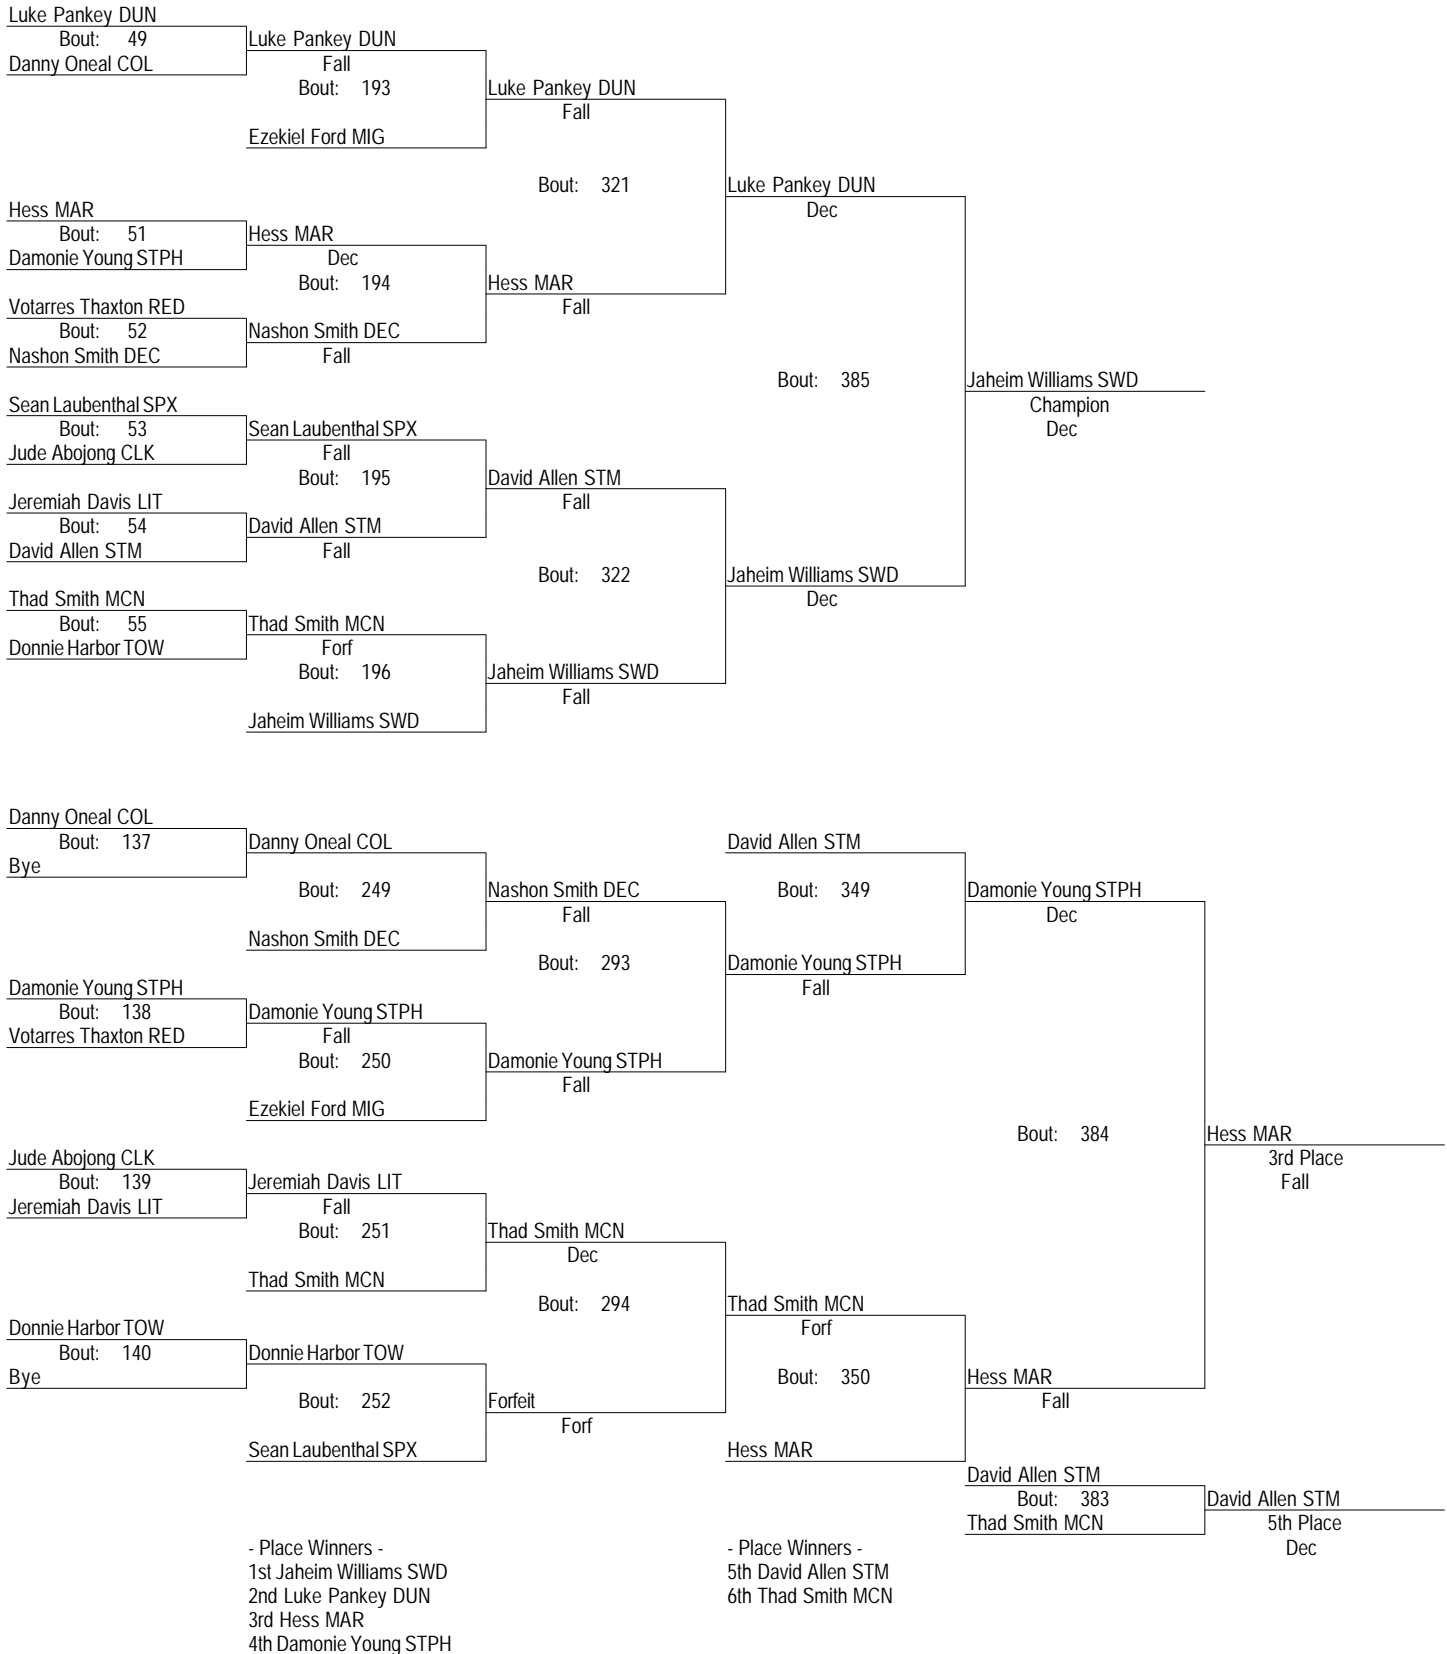 Luke Pankey DUN
Bout: 49
Luke Pankey DUN
Danny Oneal COL
Fall
Bout: 193
Luke Pankey DUN
Fall
Ezekiel Ford MIG
Bout: 321
Luke Pankey DUN
Dec
Hess MAR
Bout: 51
Hess MAR
Damonie Young STPH
Dec
Bout: 194
Hess MAR
Fall
Votarres Thaxton RED
Bout: 52
Nashon Smith DEC
Nashon Smith DEC
Fall
Bout: 385
Jaheim Williams SWD
Champion
Dec
Sean Laubenthal SPX
Bout: 53
Sean Laubenthal SPX
Jude Abojong CLK
Fall
Bout: 195
David Allen STM
Fall
Jeremiah Davis LIT
Bout: 54
David Allen STM
David Allen STM
Fall
Bout: 322
Jaheim Williams SWD
Dec
Thad Smith MCN
Bout: 55
Thad Smith MCN
Donnie Harbor TOW
Forf
Bout: 196
Jaheim Williams SWD
Fall
Jaheim Williams SWD
Danny Oneal COL
Bout: 137
Danny Oneal COL
Bye
David Allen STM
Bout: 249
Nashon Smith DEC
Fall
Bout: 349
Damonie Young STPH
Dec
Nashon Smith DEC
Bout: 293
Damonie Young STPH
Fall
Damonie Young STPH
Bout: 138
Damonie Young STPH
Votarres Thaxton RED
Fall
Bout: 250
Damonie Young STPH
Fall
Ezekiel Ford MIG
Bout: 384
Hess MAR
3rd Place
Fall
Jude Abojong CLK
Bout: 139
Jeremiah Davis LIT
Jeremiah Davis LIT
Fall
Bout: 251
Thad Smith MCN
Dec
Thad Smith MCN
Bout: 294
Thad Smith MCN
Forf
Donnie Harbor TOW
Bout: 140
Donnie Harbor TOW
Bye
Bout: 350
Hess MAR
Fall
Bout: 252
Forfeit
Forf
Sean Laubenthal SPX
Hess MAR
David Allen STM
Bout: 383
David Allen STM
Thad Smith MCN
5th Place
Dec
- Place Winners -
1st Jaheim Williams SWD
2nd Luke Pankey DUN
3rd Hess MAR
4th Damonie Young STPH
- Place Winners -
5th David Allen STM
6th Thad Smith MCN